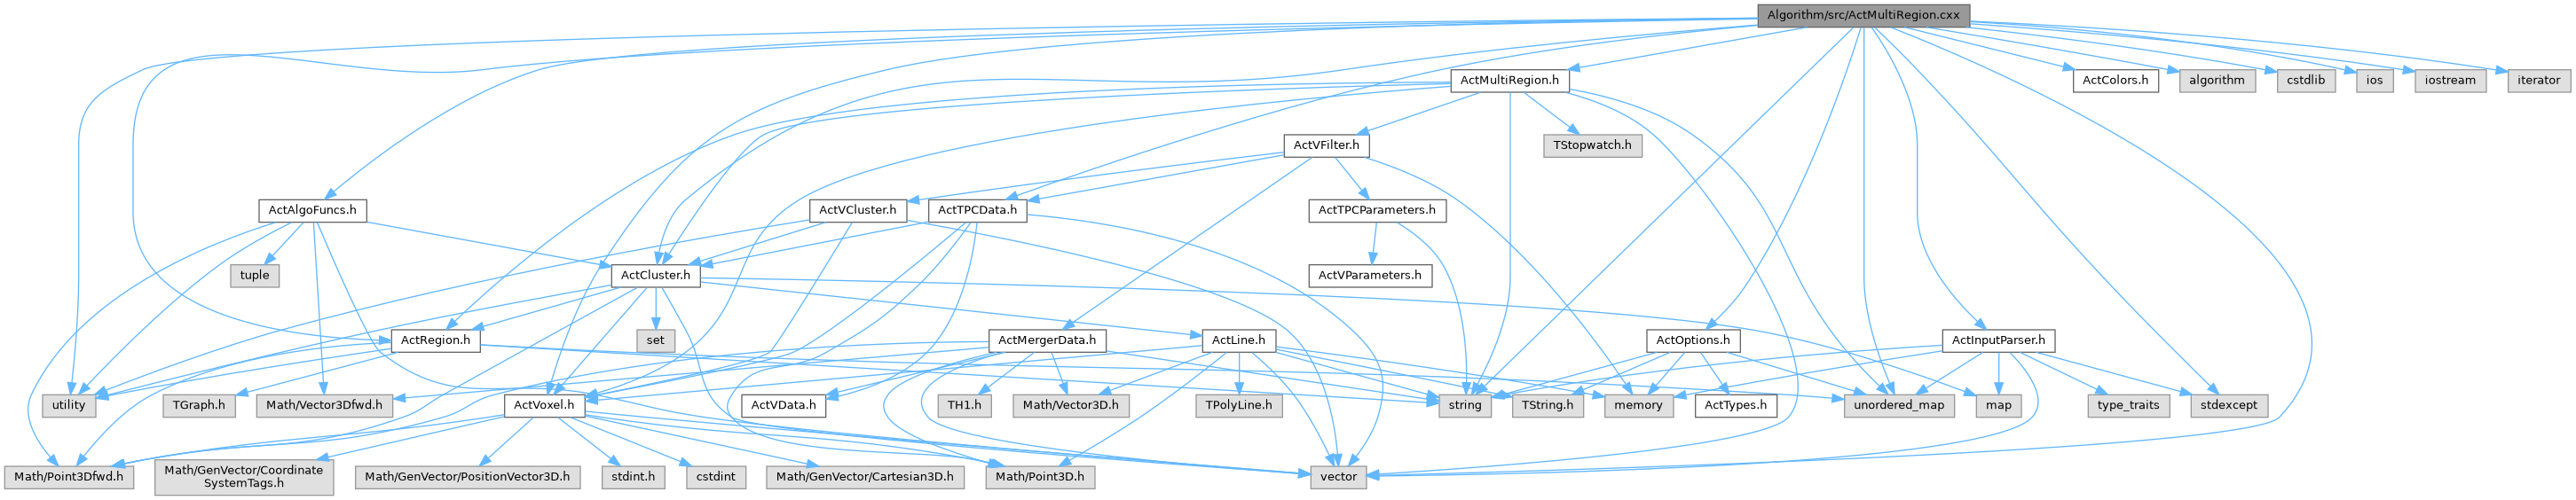 Algorithm/src/ActMultiRegion.cxx
ActMultiRegion.h
ActColors.h
algorithm
cstdlib
ios
iostream
iterator
ActVFilter.h
TStopwatch.h
ActAlgoFuncs.h
ActVCluster.h
ActTPCData.h
ActTPCParameters.h
tuple
ActCluster.h
ActVParameters.h
ActRegion.h
set
ActMergerData.h
ActLine.h
ActOptions.h
ActInputParser.h
utility
TGraph.h
Math/Vector3Dfwd.h
ActVoxel.h
ActVData.h
TH1.h
Math/Vector3D.h
TPolyLine.h
string
TString.h
memory
ActTypes.h
unordered_map
map
type_traits
stdexcept
Math/Point3Dfwd.h
Math/GenVector/Coordinate
SystemTags.h
Math/GenVector/PositionVector3D.h
stdint.h
cstdint
Math/GenVector/Cartesian3D.h
Math/Point3D.h
vector